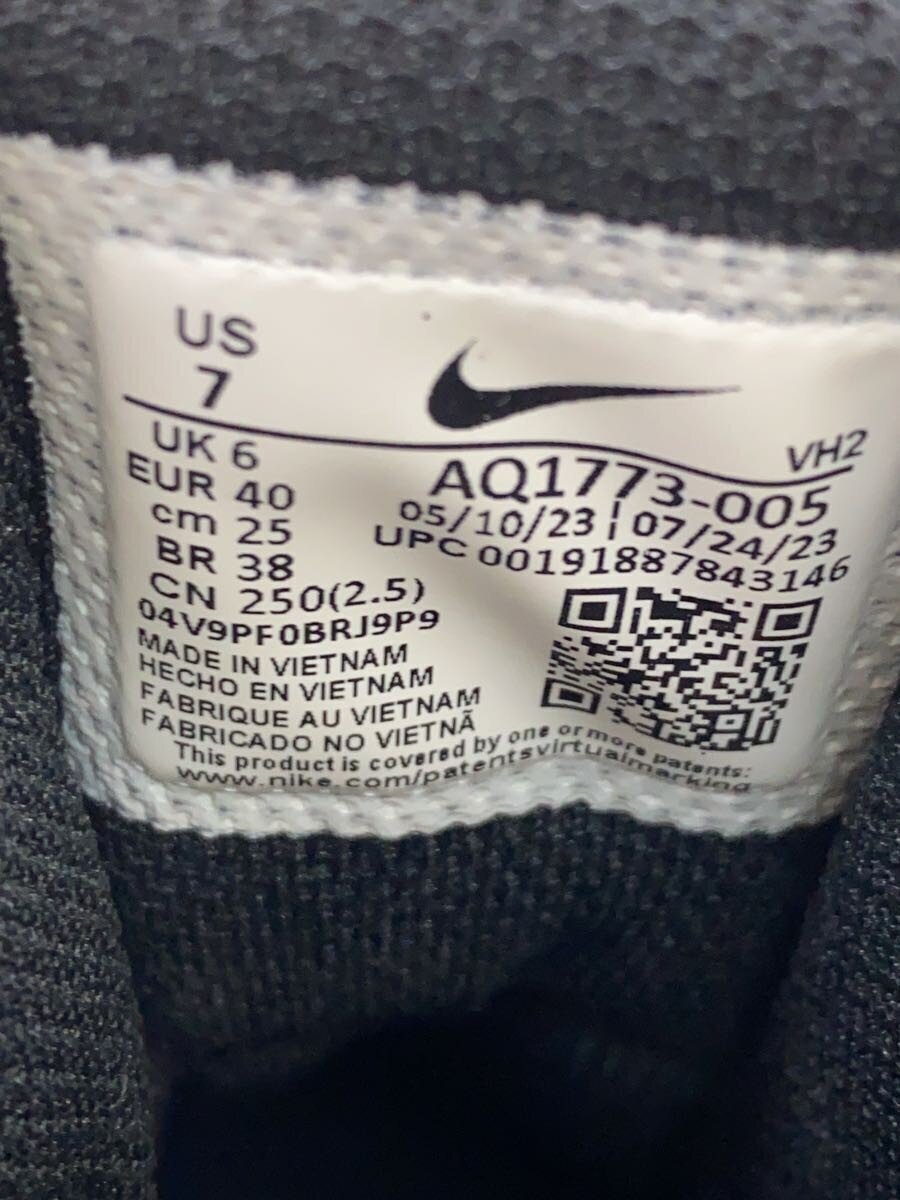 US
7
VH2
UK 6
EUR 40
cm 25
BR 38
CN 250(2.5)
AQ1773-005
05/10/23 ¦ 07/24/23
UPC 00191887843146
04V9PF0BRJ9P9
MADE IN VIETNAM
HECHO EN VIETNAM
FABRIQUE AU VIETNAM
FABRICADO NO VIETNÃ
This product is covered by one or more patents:
www.nike.com/patentsvirtualmarking